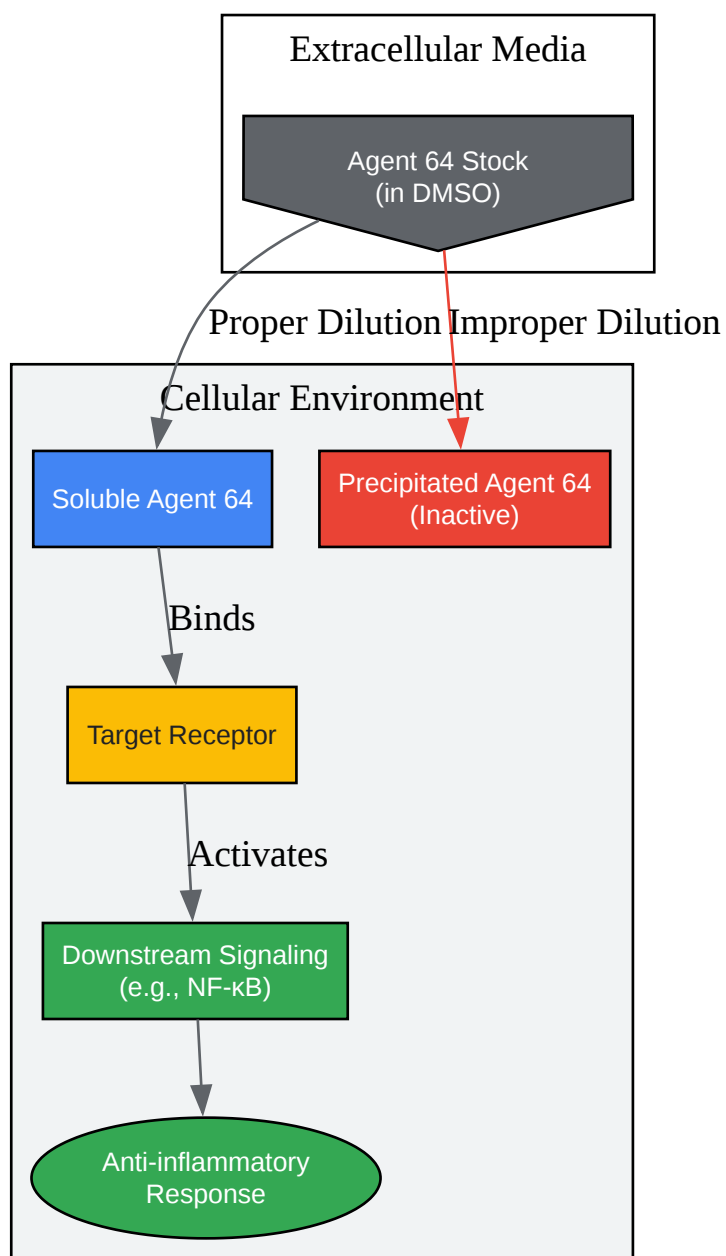 Extracellular Media
Agent 64 Stock
(in DMSO)
Proper Dilution
Improper Dilution
Cellular Environment
Soluble Agent 64
Precipitated Agent 64
(Inactive)
Binds
Target Receptor
Activates
Downstream Signaling
(e.g., NF-κB)
Anti-inflammatory
Response